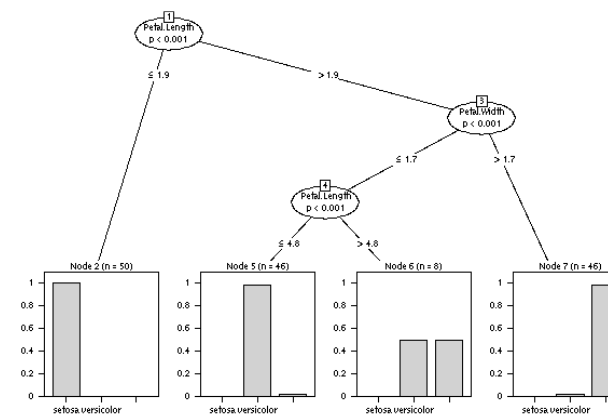 1
Petal.Length
p < 0.001
≤ 1.9
> 1.9
3
Petal.Width
p < 0.001
≤ 1.7
> 1.7
4
Petal.Length
p < 0.001
≤ 4.8
> 4.8
Node 2 (n = 50)
1
0.8
0.6
0.4
0.2
0
setosa versicolor
Node 5 (n = 46)
1
0.8
0.6
0.4
0.2
0
setosa versicolor
Node 6 (n = 8)
1
0.8
0.6
0.4
0.2
0
setosa versicolor
Node 7 (n = 46)
1
0.8
0.6
0.4
0.2
0
setosa versicolor